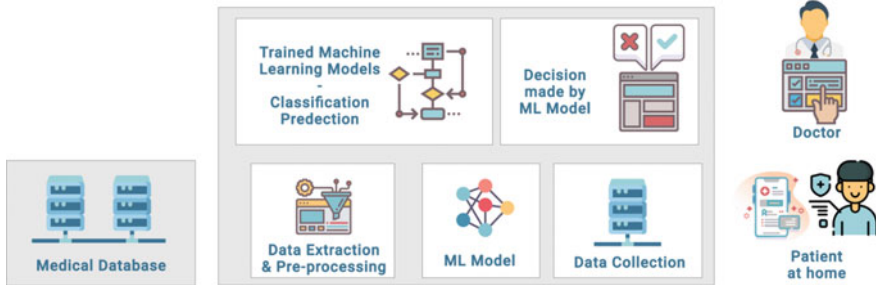 Trained Machine
Learning Models
-
Classification
Predection
Decision
made by
ML Model
Doctor
Medical Database
Data Extraction
& Pre-processing
ML Model
Data Collection
Patient
at home